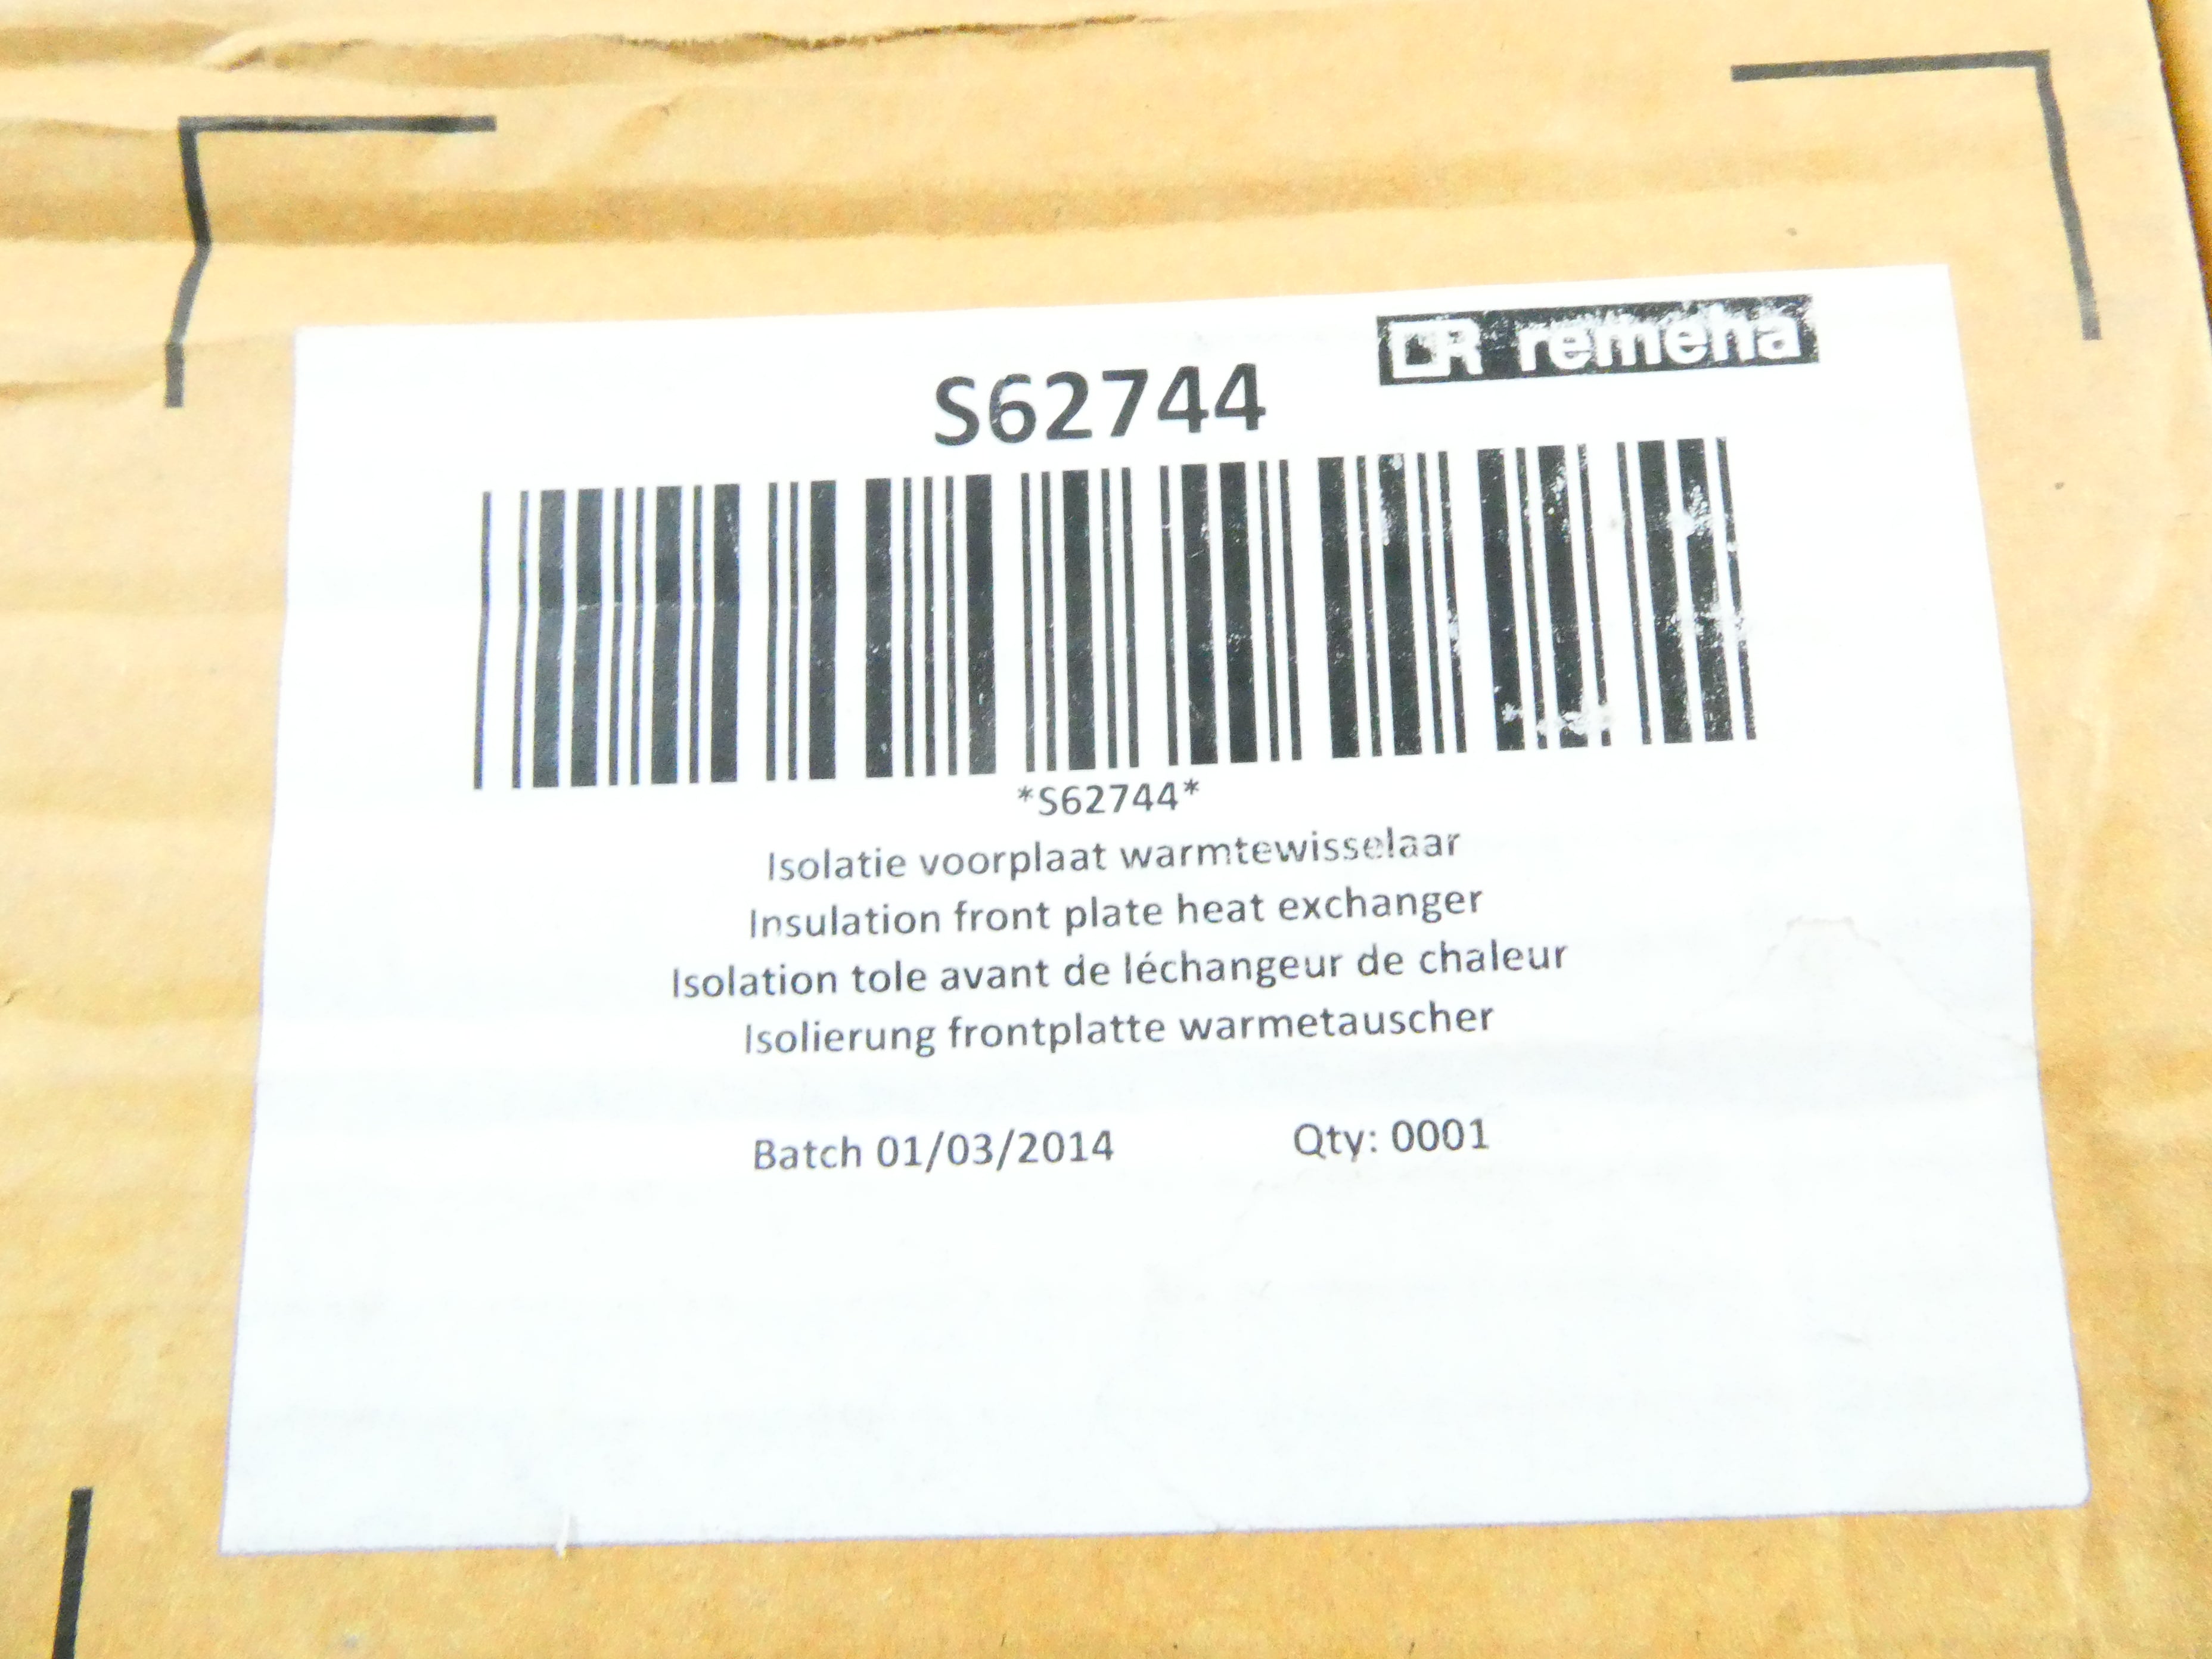 remeha
S62744
*S62744*
Isolatie voorplaat warmtewisselaar
Insulation front plate heat exchanger
Isolation tole avant de léchangeur de chaleur
Isolierung frontplatte warmetauscher
Batch 01/03/2014 Qty: 0001